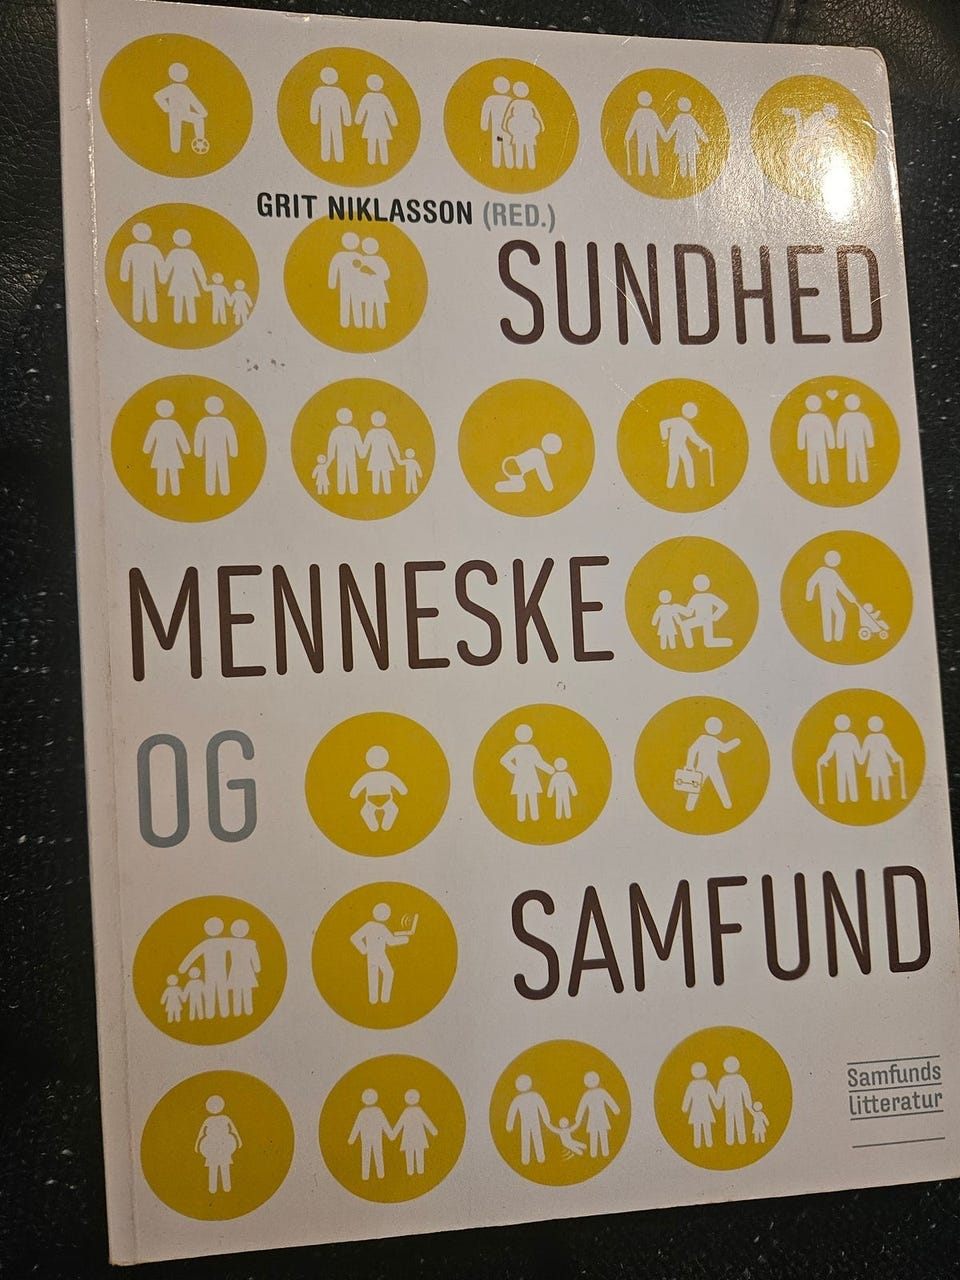 GRIT NIKLASSON (RED.)
SUNDHED
MENNESKE
OG
SAMFUND
Samfunds
litteratur